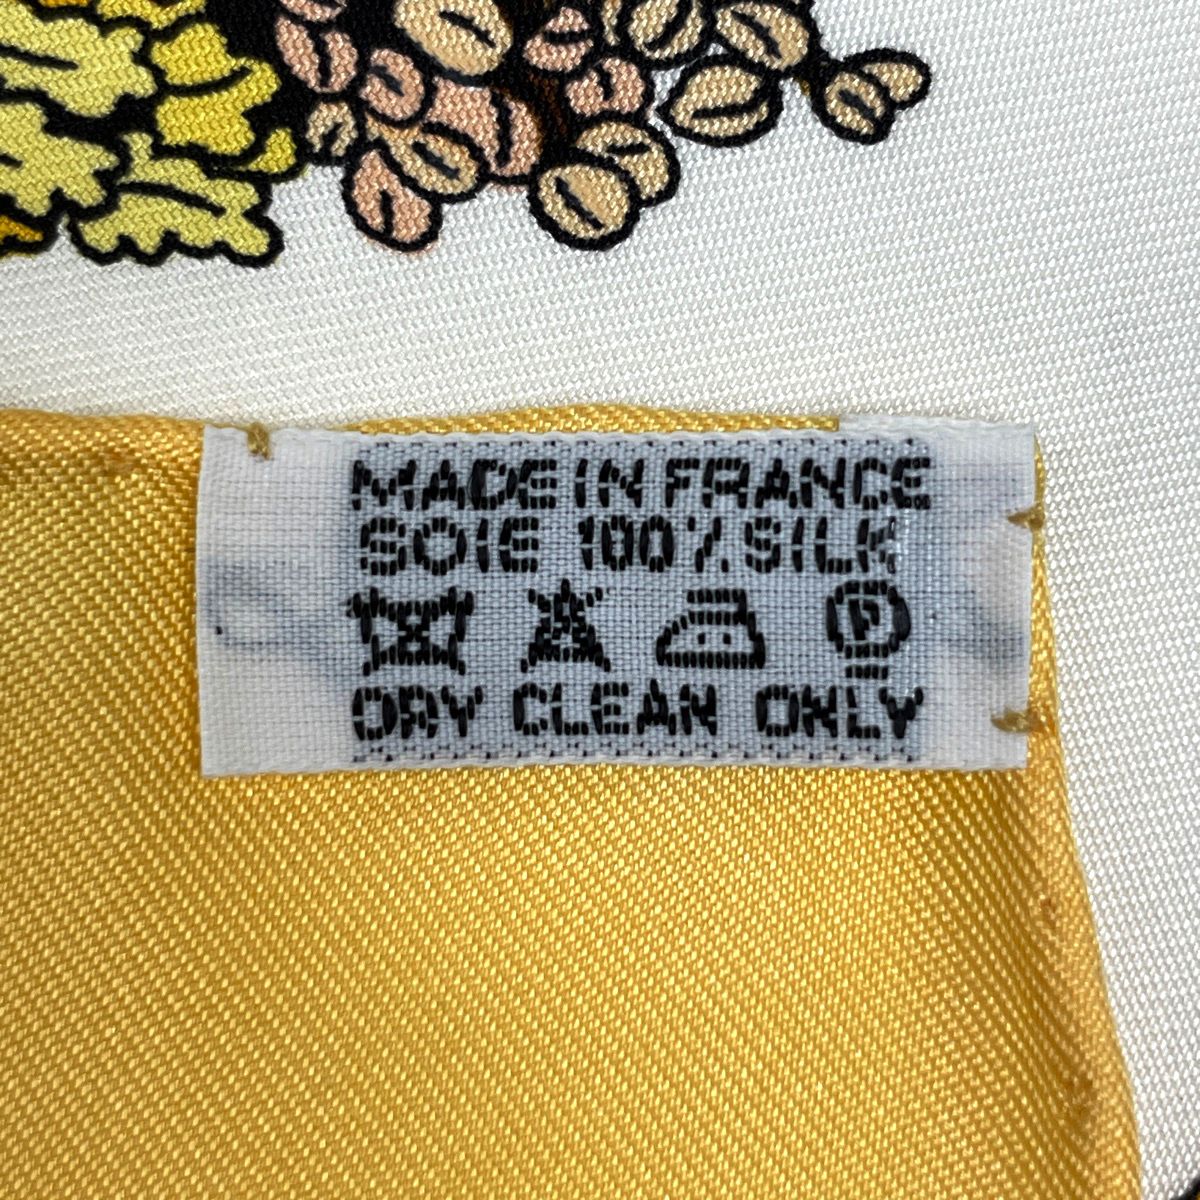 MADE IN FRANCE
SOIE 100% SILK
A P
DRY CLEAN ONLY